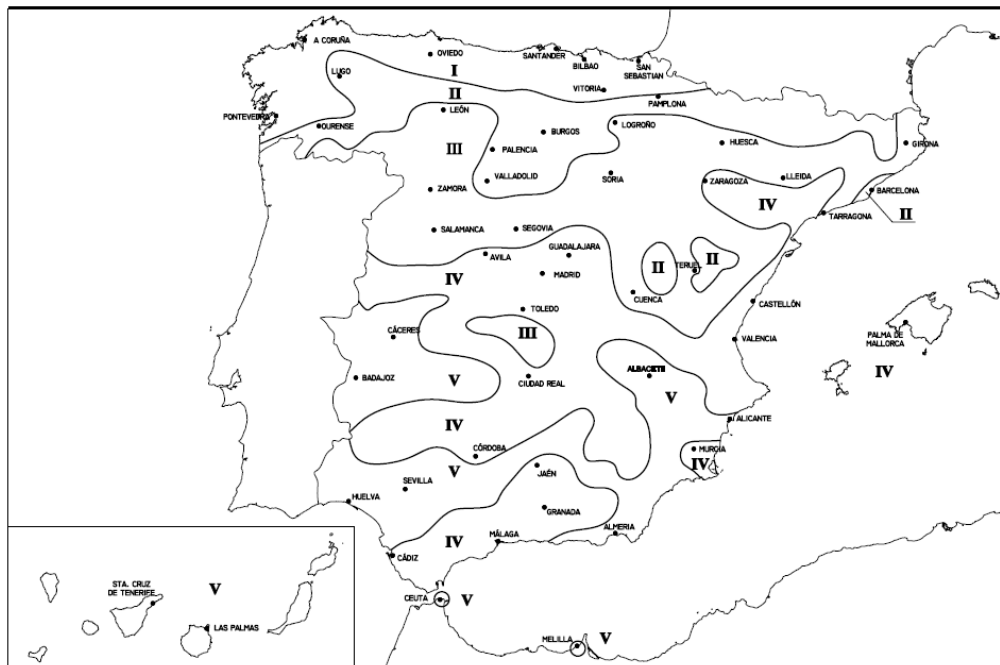 A CORUÑA
OVIEDO
SANTANDER
BILBAO
SAN
SEBASTIAN
LUGO
I
VITORIA
II
PAMPLONA
LEÓN
PONTEVEDRA
OURENSE
LOGROÑO
BURGOS
HUESCA
GIRONA
III
PALENCIA
VALLADOLID
SORIA
ZARAGOZA
LLEIDA
ZAMORA
BARCELONA
IV
TARRAGONA
II
SALAMANCA
SEGOVIA
AVILA
GUADALAJARA
II
II
TERUEL
IV
MADRID
CUENCA
CASTELLÓN
TOLEDO
CÁCERES
III
VALENCIA
PALMA DE
MALLORCA
IV
BADAJOZ
V
CIUDAD REAL
ALBACETE
V
ALICANTE
IV
CÓRDOBA
MURCIA
IV
V
JAÉN
SEVILLA
HUELVA
GRANADA
ALMERIA
MÁLAGA
IV
CÁDIZ
V
STA. CRUZ
DE TENERIFE
CEUTA
V
LAS PALMAS
MELILLA
V